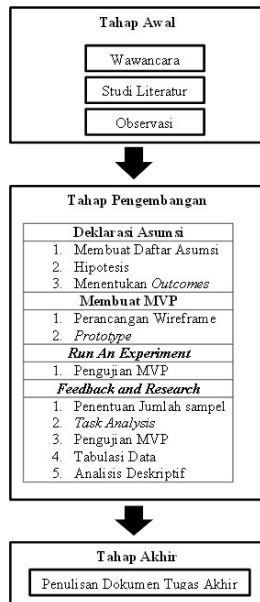 Tahap Awal
Wawancara
Studi Literatur
Observasi
Tahap Pengembangan
Deklarasi Asumsi
1. Membuat Daftar Asumsi
2. Hipotesis
3. Menentukan Outcomes
Membuat MVP
1. Perancangan Wireframe
2. Prototype
Run An Experiment
1. Pengujian MVP
Feedback and Research
1. Penentuan Jumlah sampel
2. Task Analysis
3. Pengujian MVP
4. Tabulasi Data
5. Analisis Deskriptif
Tahap Akhir
Penulisan Dokumen Tugas Akhir